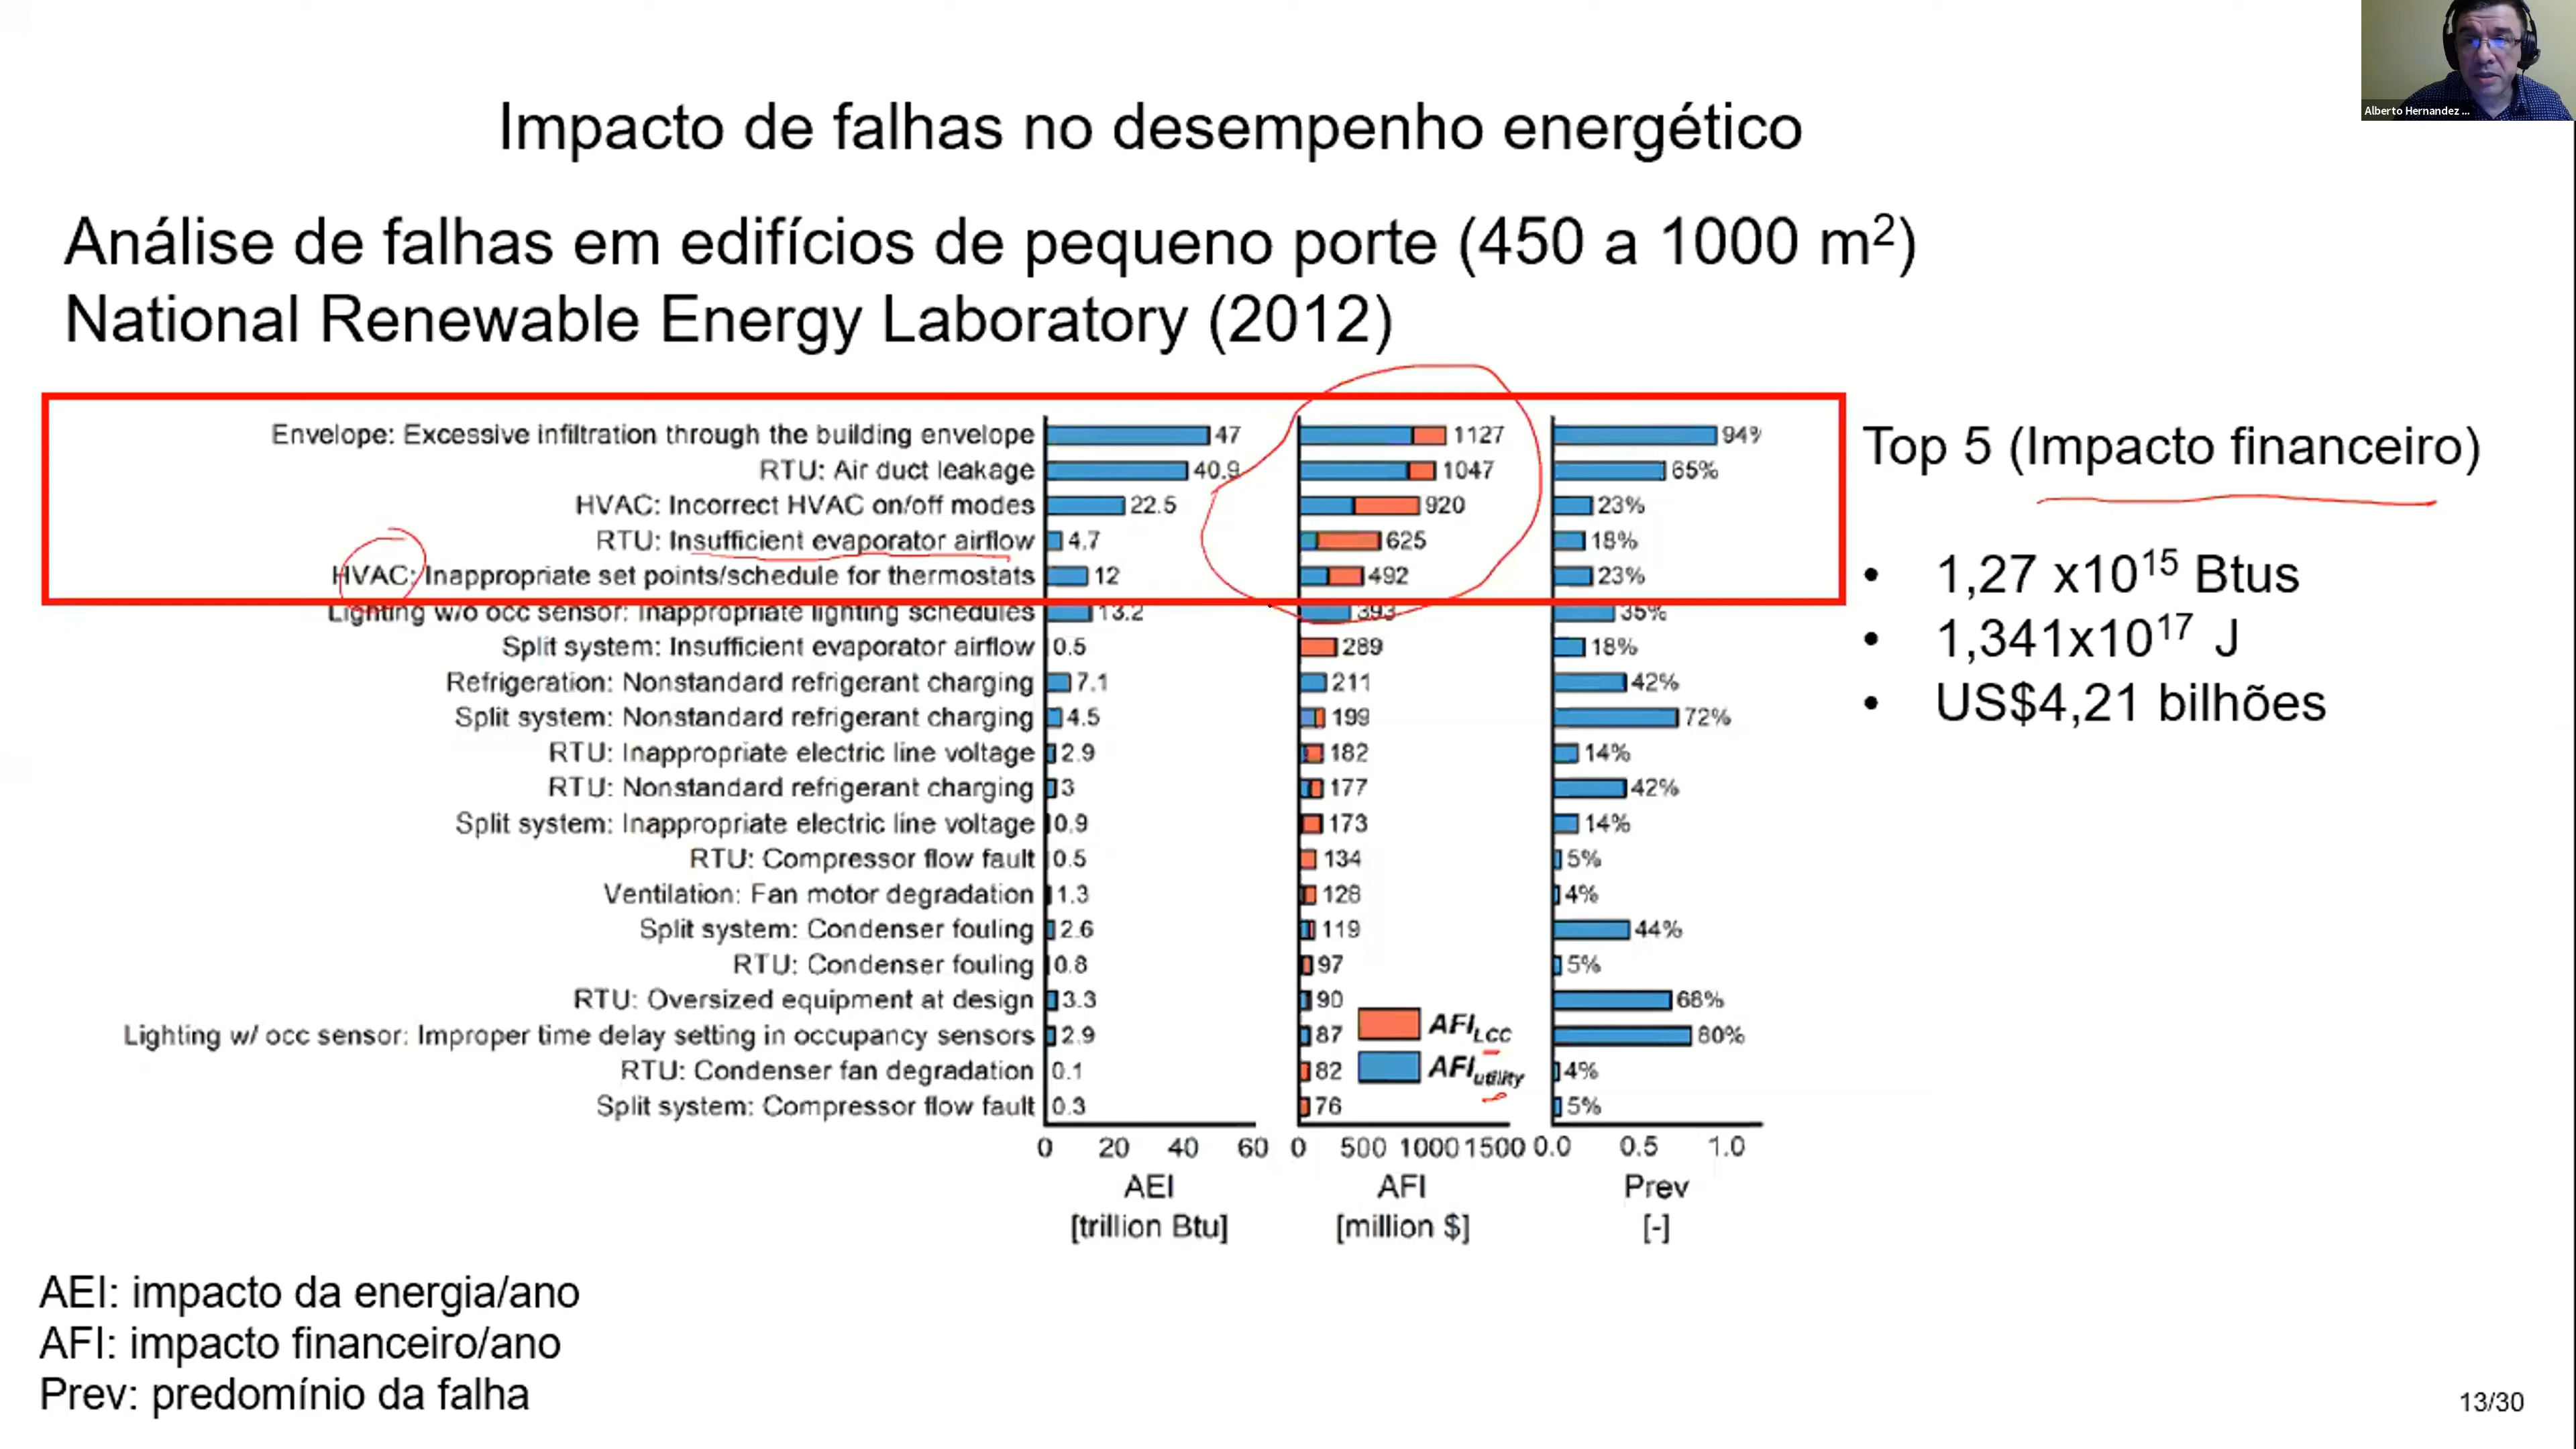 Alberto Hernandez ...
Impacto de falhas no desempenho energético
Análise de falhas em edifícios de pequeno porte (450 a 1000 m²)
National Renewable Energy Laboratory (2012)
Envelope: Excessive infiltration through the building envelope 47 1127 94%
RTU: Air duct leakage 40.9 1047 65%
HVAC: Incorrect HVAC on/off modes 22.5 920 23%
RTU: Insufficient evaporator airflow 4.7 625 18%
HVAC: Inappropriate set points/schedule for thermostats 12 492 23%
Lighting w/o occ sensor: Inappropriate lighting schedules 13.2 393 35%
Split system: Insufficient evaporator airflow 0.5 289 18%
Refrigeration: Nonstandard refrigerant charging 7.1 211 42%
Split system: Nonstandard refrigerant charging 4.5 199 72%
RTU: Inappropriate electric line voltage 2.9 182 14%
RTU: Nonstandard refrigerant charging 3 177 42%
Split system: Inappropriate electric line voltage 0.9 173 14%
RTU: Compressor flow fault 0.5 134 5%
Ventilation: Fan motor degradation 1.3 128 4%
Split system: Condenser fouling 2.6 119 44%
RTU: Condenser fouling 0.8 97 5%
RTU: Oversized equipment at design 3.3 90 68%
Lighting w/ occ sensor: Improper time delay setting in occupancy sensors 2.9 87 80%
RTU: Condenser fan degradation 0.1 82 4%
Split system: Compressor flow fault 0.3 76 5%
AFI LCC
AFI utility
0 20 40 60 0 500 1000 1500 0.0 0.5 1.0
AEI AFI Prev
[trillion Btu] [million $] [-]
Top 5 (Impacto financeiro)
• 1,27 x10¹⁵ Btus
• 1,341x10¹⁷ J
• US$4,21 bilhões
AEI: impacto da energia/ano
AFI: impacto financeiro/ano
Prev: predomínio da falha
13/30